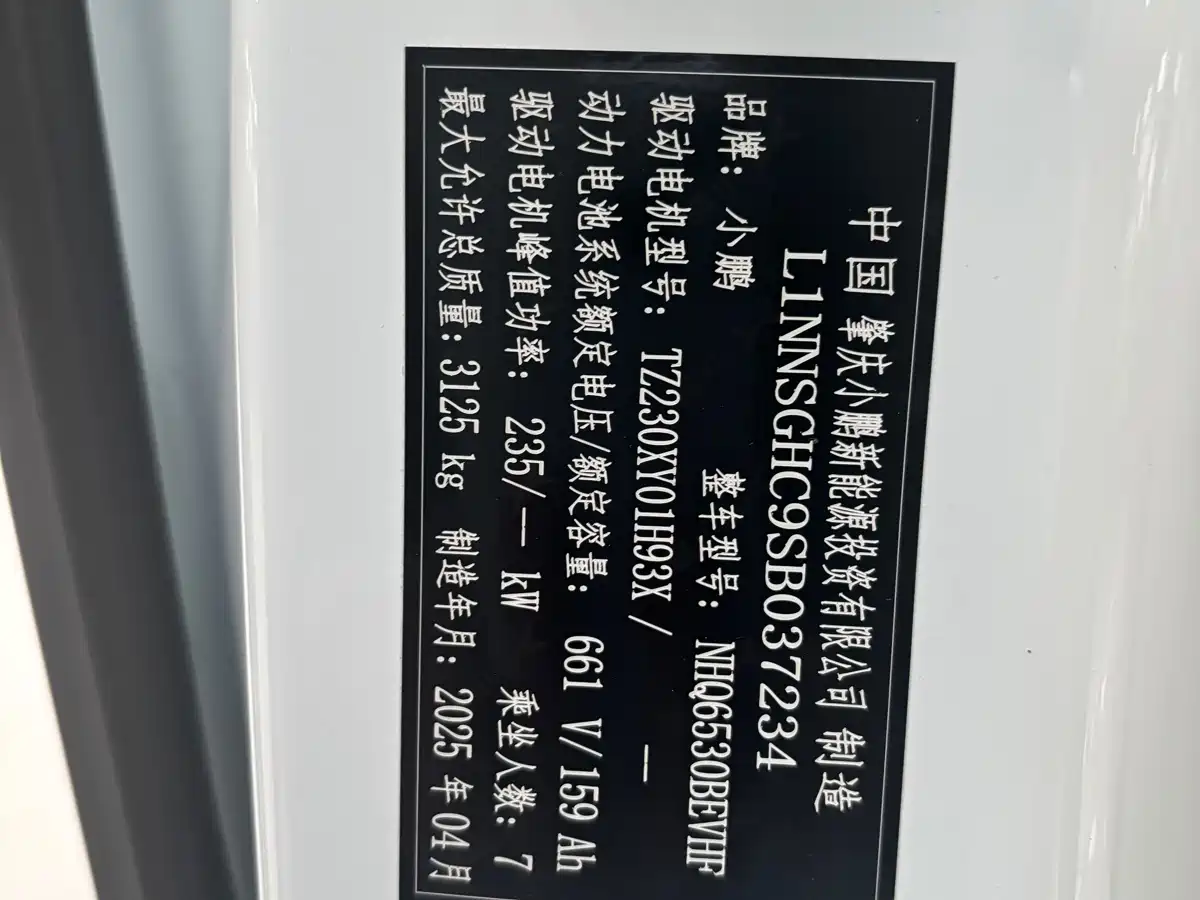 中国 肇庆小鹏新能源投资有限公司 制造
L1NNSGHC9SB037234
品牌: 小鹏 整车型号: NHQ6530BEVHF
驱动电机型号: TZ230XY01H93X / --
动力电池系统额定电压/额定容量: 661 V/159 Ah
驱动电机峰值功率: 235/-- kW 乘坐人数: 7
最大允许总质量: 3125 kg 制造年月: 2025 年 04 月